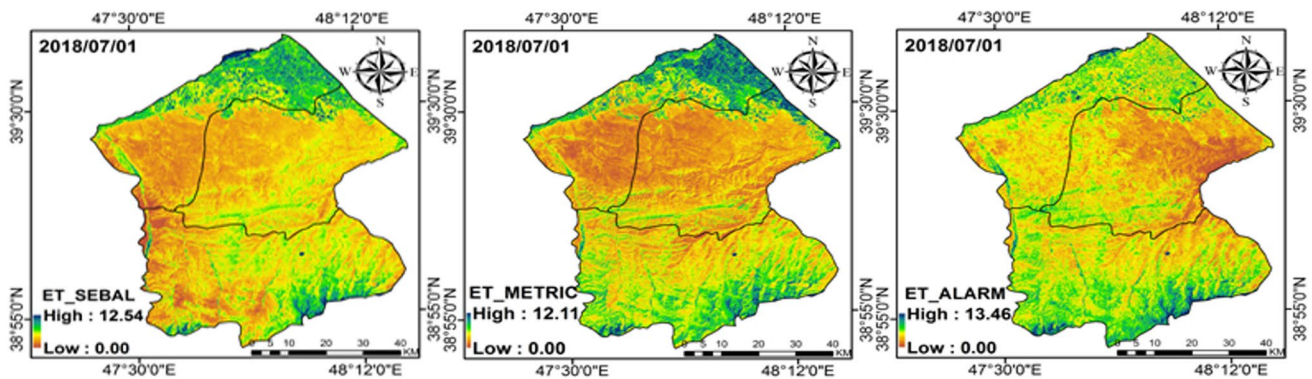 47°30'0"E 48°12'0"E
2018/07/01
N
W E
S
39°30'0"N
38°55'0"N
ET_SEBAL
High : 12.54
Low : 0.00
0 5 10 20 30 40
KM
47°30'0"E 48°12'0"E
47°30'0"E 48°12'0"E
2018/07/01
N
W E
S
39°30'0"N
39°30'0"N
38°55'0"N
38°55'0"N
ET_METRIC
High : 12.11
Low : 0.00
0 5 10 20 30 40
KM
47°30'0"E 48°12'0"E
47°30'0"E 48°12'0"E
2018/07/01
N
W E
S
39°30'0"N
39°30'0"N
38°55'0"N
38°55'0"N
ET_ALARM
High : 13.46
Low : 0.00
0 5 10 20 30 40
KM
47°30'0"E 48°12'0"E